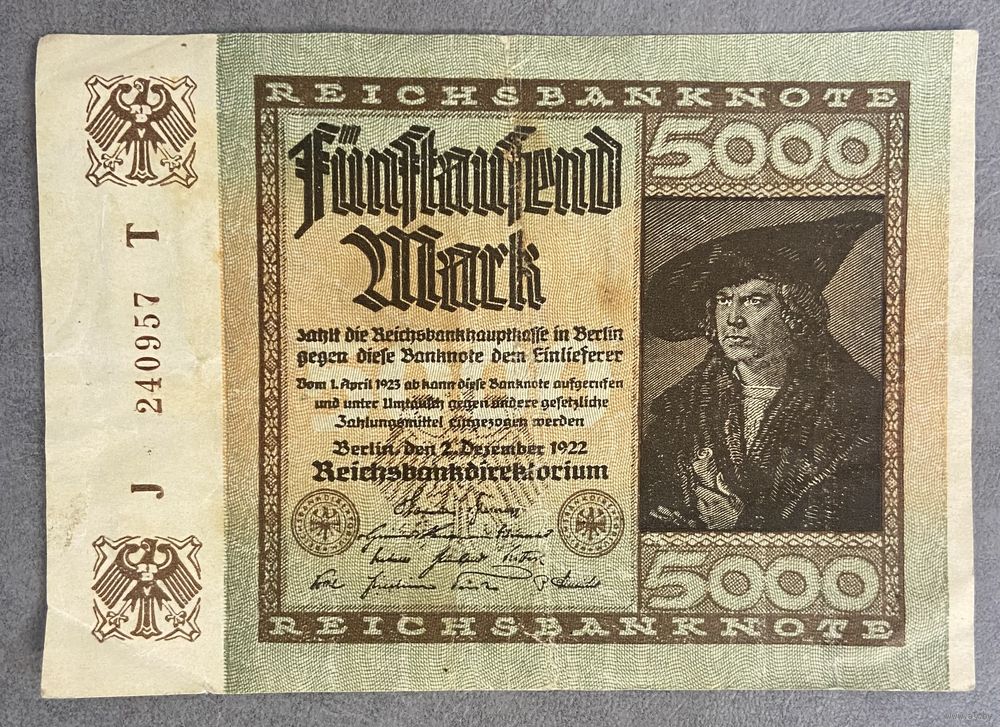 REICHSBANKNOTE
5000
Fünftausend
Mark
zahlt die Reichsbankhauptkasse in Berlin
gegen diese Banknote dem Einlieferer
Vom 1. April 1923 ab kann diese Banknote aufgerufen
und unter Umtausch gegen andere gesetzliche
Zahlungsmittel eingezogen werden
Berlin, den 2. Dezember 1922
Reichsbankdirektorium
5000
REICHSBANKNOTE
J 240957 T